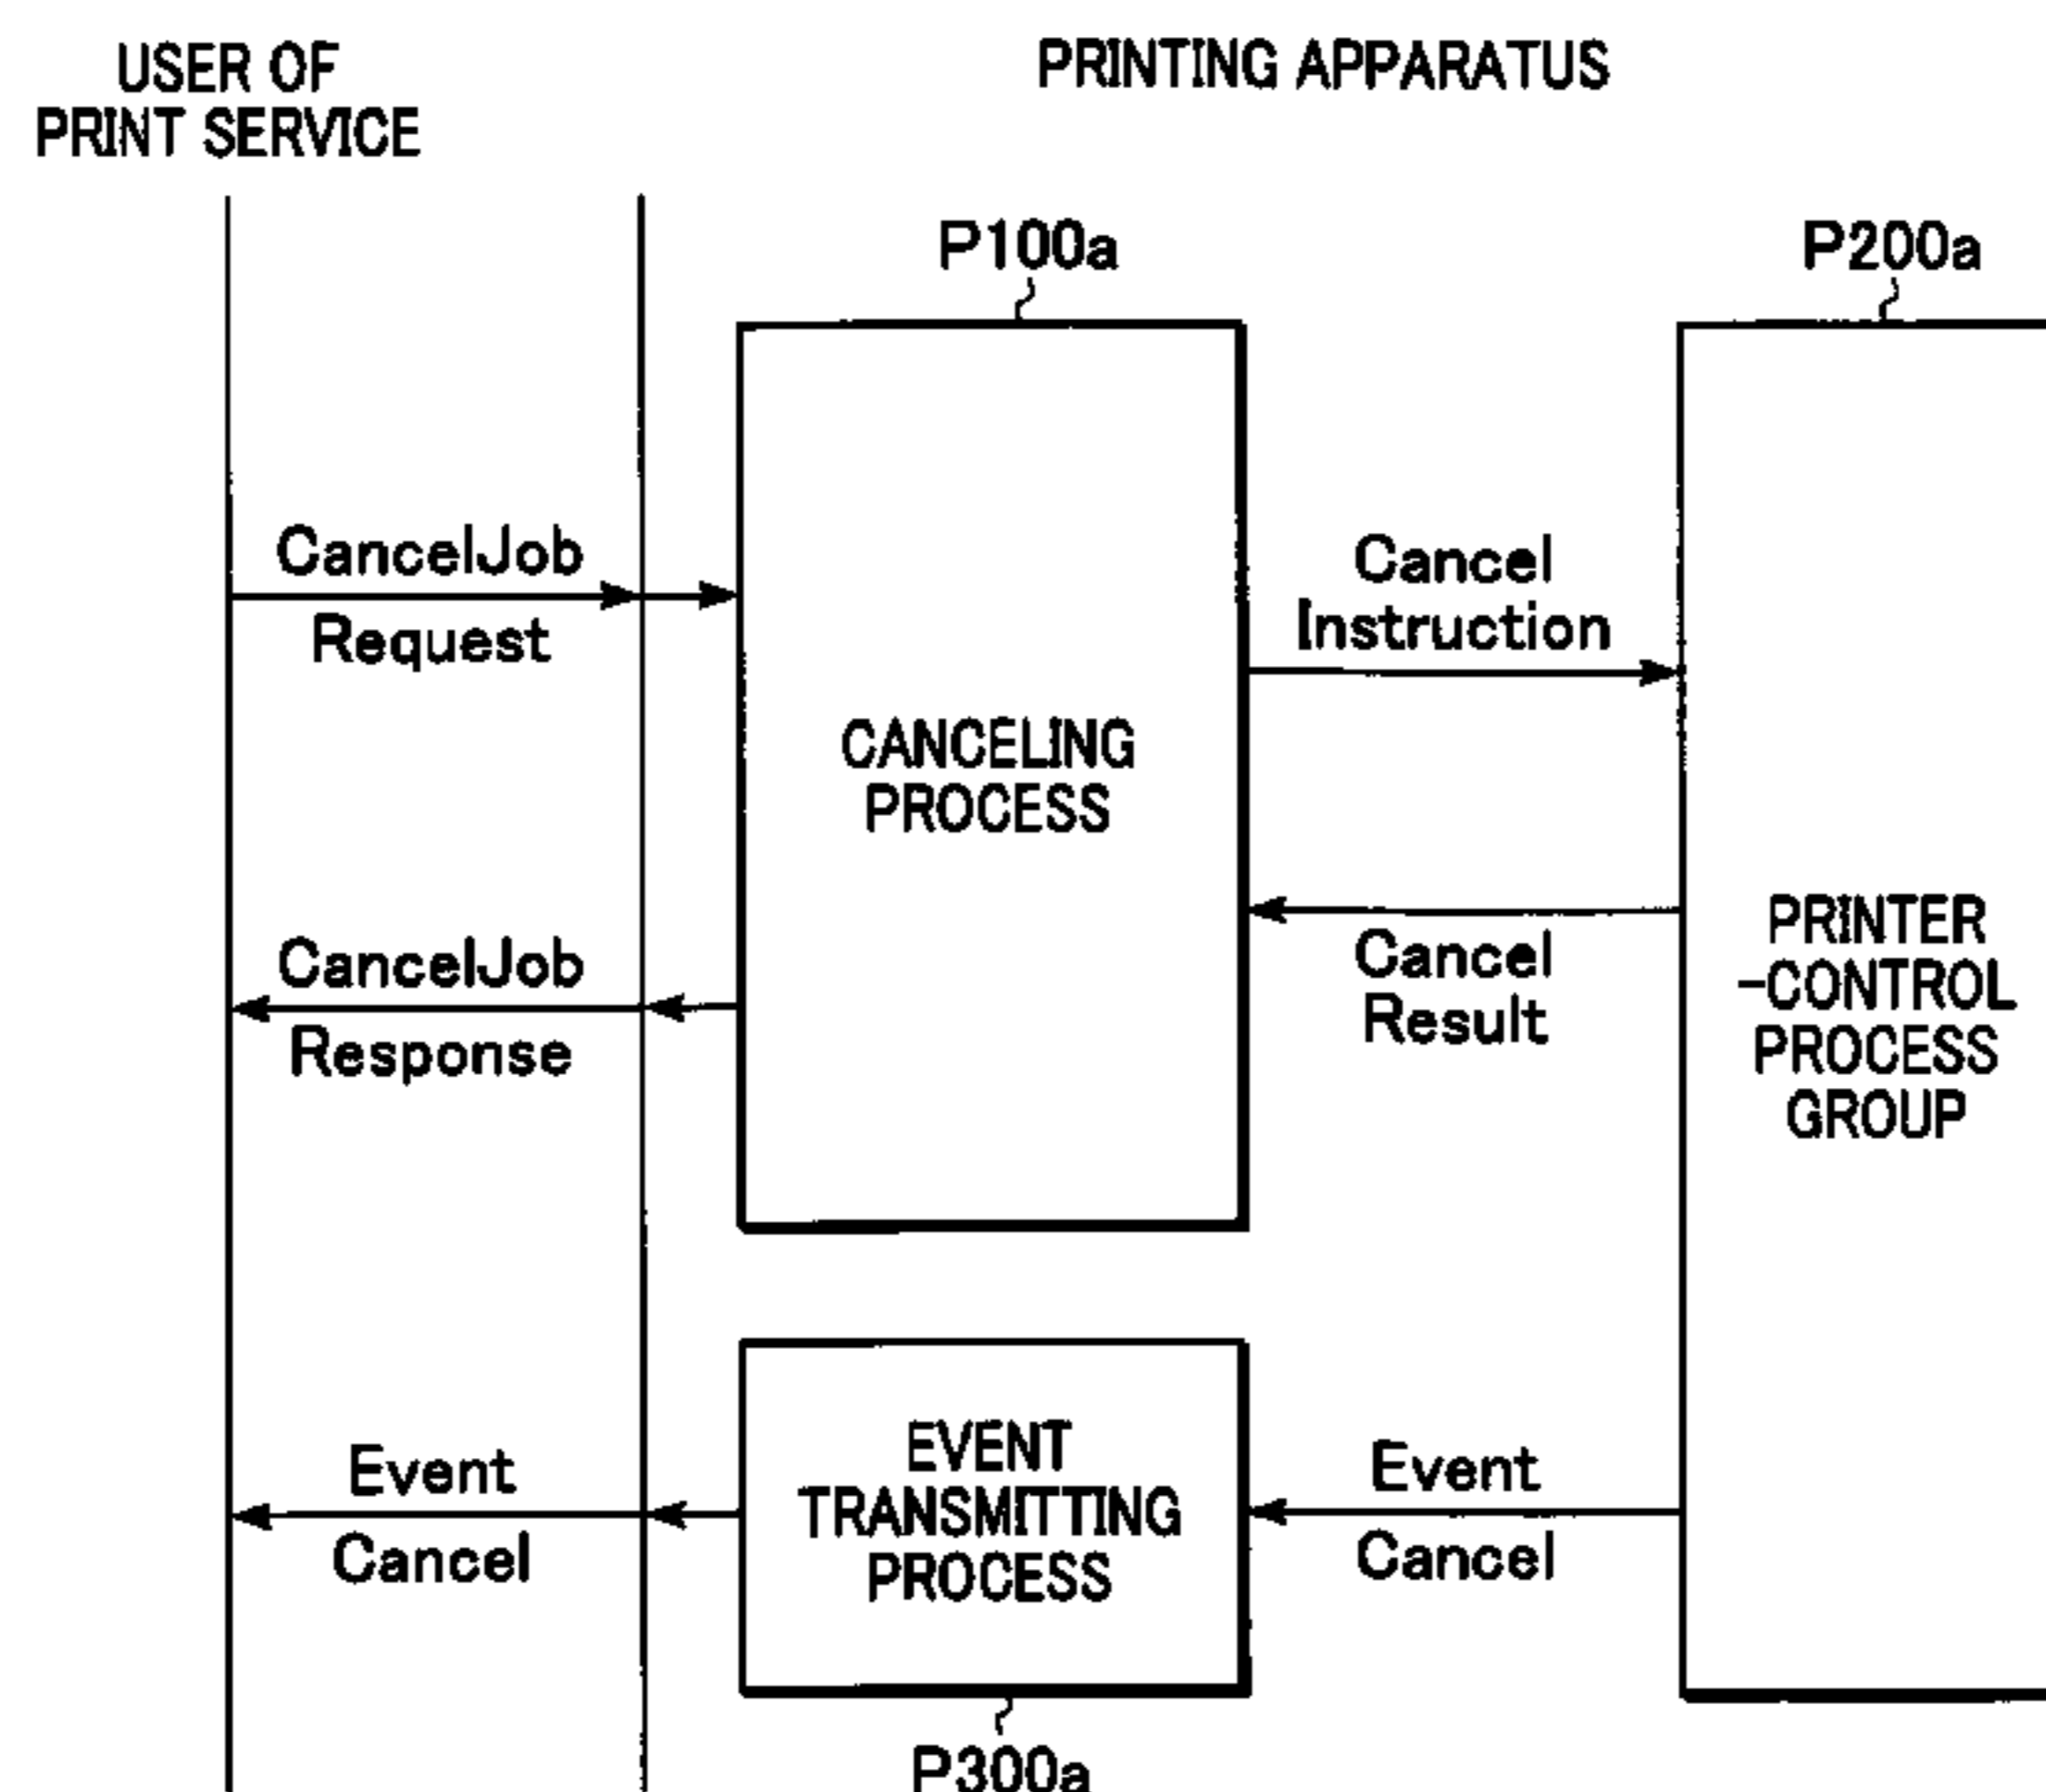 USER OF
PRINT SERVICE
PRINTING APPARATUS
P100a
P200a
CancelJob
Request
Cancel
Instruction
CANCELING
PROCESS
Cancel
Result
CancelJob
Response
PRINTER
-CONTROL
PROCESS
GROUP
Event
Cancel
EVENT
TRANSMITTING
PROCESS
Event
Cancel
P300a